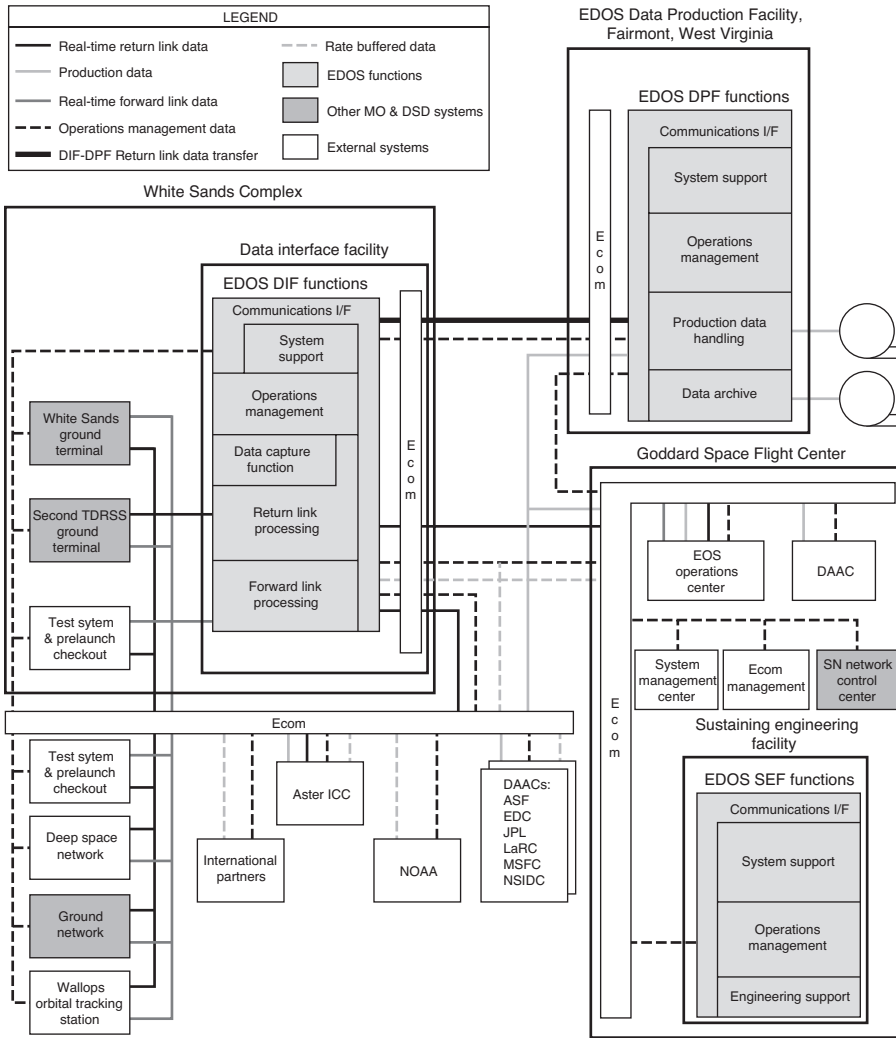 LEGEND
Real-time return link data
Production data
Real-time forward link data
Operations management data
DIF-DPF Return link data transfer
Rate buffered data
EDOS functions
Other MO & DSD systems
External systems
EDOS Data Production Facility,
Fairmont, West Virginia
EDOS DPF functions
Communications I/F
System support
Operations
management
Production data
handling
Data archive
Ecom
White Sands Complex
Data interface facility
EDOS DIF functions
Communications I/F
System
support
Operations
management
Data capture
function
Return link
processing
Forward link
processing
Ecom
White Sands
ground
terminal
Second TDRSS
ground
terminal
Test sytem
& prelaunch
checkout
Ecom
Test sytem
& prelaunch
checkout
Deep space
network
Ground
network
Wallops
orbital tracking
station
International
partners
Aster ICC
NOAA
DAACs:
ASF
EDC
JPL
LaRC
MSFC
NSIDC
Goddard Space Flight Center
Ecom
EOS
operations
center
DAAC
System
management
center
Ecom
management
SN network
control
center
Sustaining engineering
facility
EDOS SEF functions
Communications I/F
System support
Operations
management
Engineering support